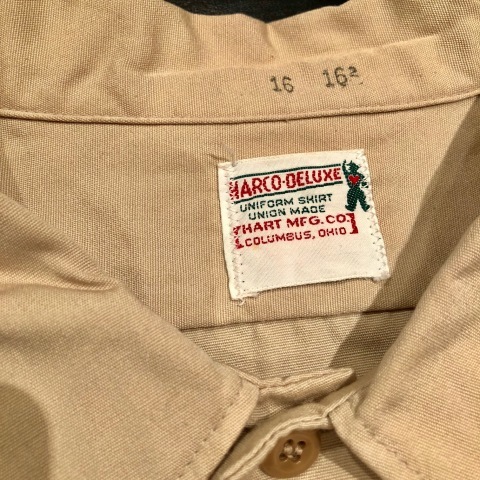 16 16²
HARCO-DELUXE
UNIFORM SHIRT
UNION MADE
HART MFG. CO.
COLUMBUS, OHIO